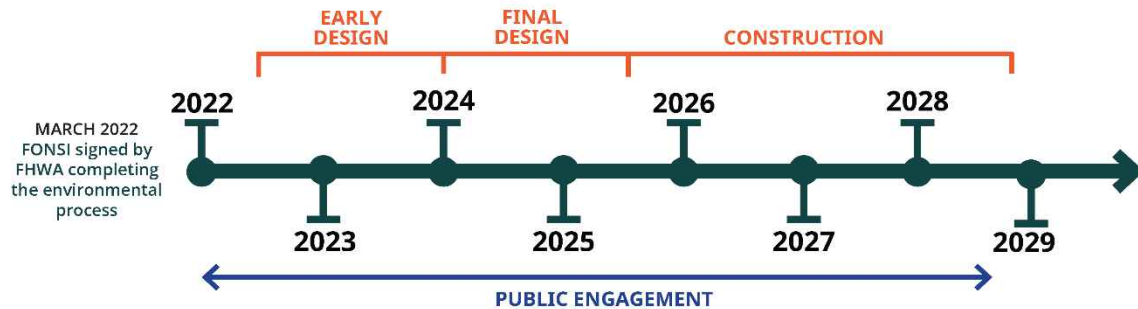 EARLY
DESIGN
FINAL
DESIGN
CONSTRUCTION
2022
2024
2026
2028
MARCH 2022
FONSI signed by
FHWA completing
the environmental
process
2023
2025
2027
2029
PUBLIC ENGAGEMENT